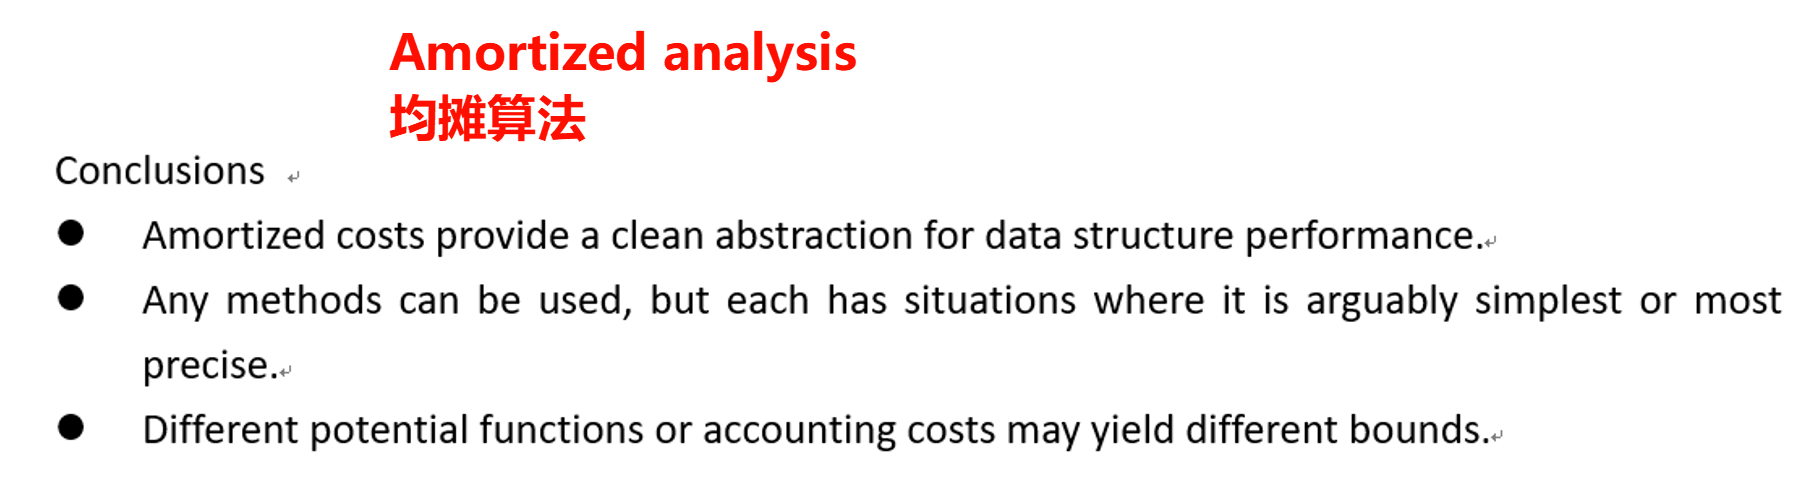 Amortized analysis
均摊算法
Conclusions
● Amortized costs provide a clean abstraction for data structure performance.
● Any methods can be used, but each has situations where it is arguably simplest or most
precise.
● Different potential functions or accounting costs may yield different bounds.